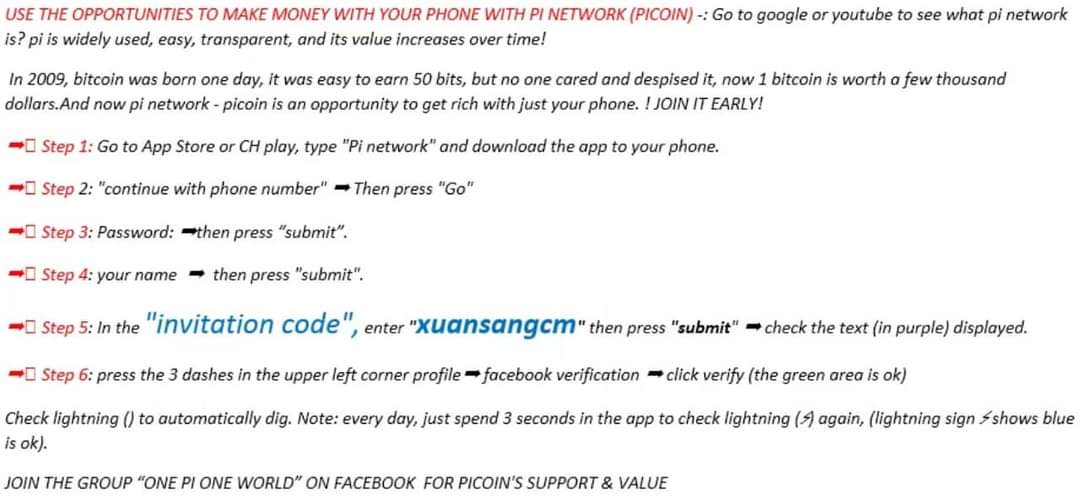 USE THE OPPORTUNITIES TO MAKE MONEY WITH YOUR PHONE WITH PI NETWORK (PICOIN) -: Go to google or youtube to see what pi network
is? pi is widely used, easy, transparent, and its value increases over time!
In 2009, bitcoin was born one day, it was easy to earn 50 bits, but no one cared and despised it, now 1 bitcoin is worth a few thousand
dollars.And now pi network - picoin is an opportunity to get rich with just your phone. ! JOIN IT EARLY!
➡️ Step 1: Go to App Store or CH play, type "Pi network" and download the app to your phone.
➡️ Step 2: "continue with phone number" ➡ Then press "Go"
➡️ Step 3: Password: ➡then press “submit”.
➡️ Step 4: your name ➡ then press "submit".
➡️ Step 5: In the "invitation code", enter "xuansangcm" then press "submit" ➡ check the text (in purple) displayed.
➡️ Step 6: press the 3 dashes in the upper left corner profile ➡ facebook verification ➡ click verify (the green area is ok)
Check lightning () to automatically dig. Note: every day, just spend 3 seconds in the app to check lightning (⚡) again, (lightning sign ⚡shows blue
is ok).
JOIN THE GROUP “ONE PI ONE WORLD” ON FACEBOOK FOR PICOIN'S SUPPORT & VALUE